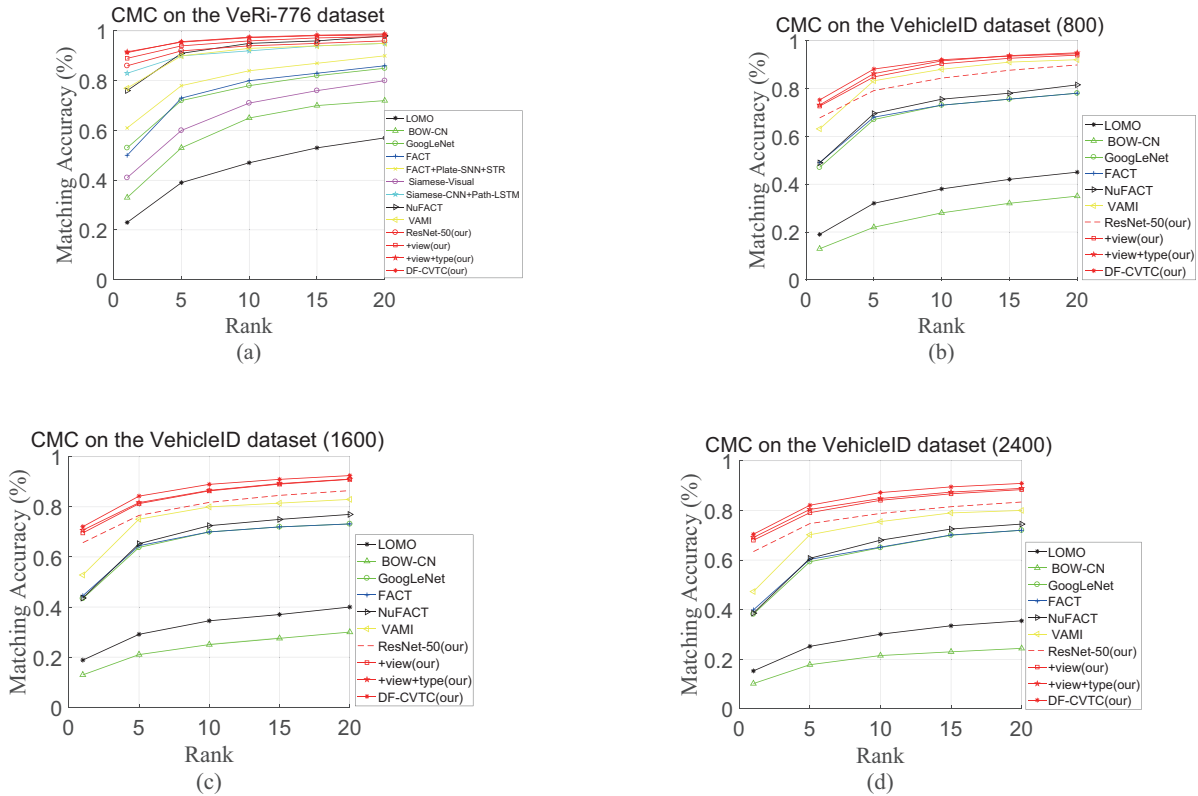 CMC on the VeRi-776 dataset
Matching Accuracy (%)
1
0.8
0.6
0.4
0.2
0
0
5
10
15
20
Rank
LOMO
BOW-CN
GoogLeNet
FACT
FACT+Plate-SNN+STR
Siamese-Visual
Siamese-CNN+Path-LSTM
NuFACT
VAMI
ResNet-50(our)
+view(our)
+view+type(our)
DF-CVTC(our)
(a)
CMC on the VehicleID dataset (800)
Matching Accuracy (%)
1
0.8
0.6
0.4
0.2
0
0
5
10
15
20
Rank
LOMO
BOW-CN
GoogLeNet
FACT
NuFACT
VAMI
ResNet-50(our)
+view(our)
+view+type(our)
DF-CVTC(our)
(b)
CMC on the VehicleID dataset (1600)
Matching Accuracy (%)
1
0.8
0.6
0.4
0.2
0
0
5
10
15
20
Rank
LOMO
BOW-CN
GoogLeNet
FACT
NuFACT
VAMI
ResNet-50(our)
+view(our)
+view+type(our)
DF-CVTC(our)
(c)
CMC on the VehicleID dataset (2400)
Matching Accuracy (%)
1
0.8
0.6
0.4
0.2
0
0
5
10
15
20
Rank
LOMO
BOW-CN
GoogLeNet
FACT
NuFACT
VAMI
ResNet-50(our)
+view(our)
+view+type(our)
DF-CVTC(our)
(d)